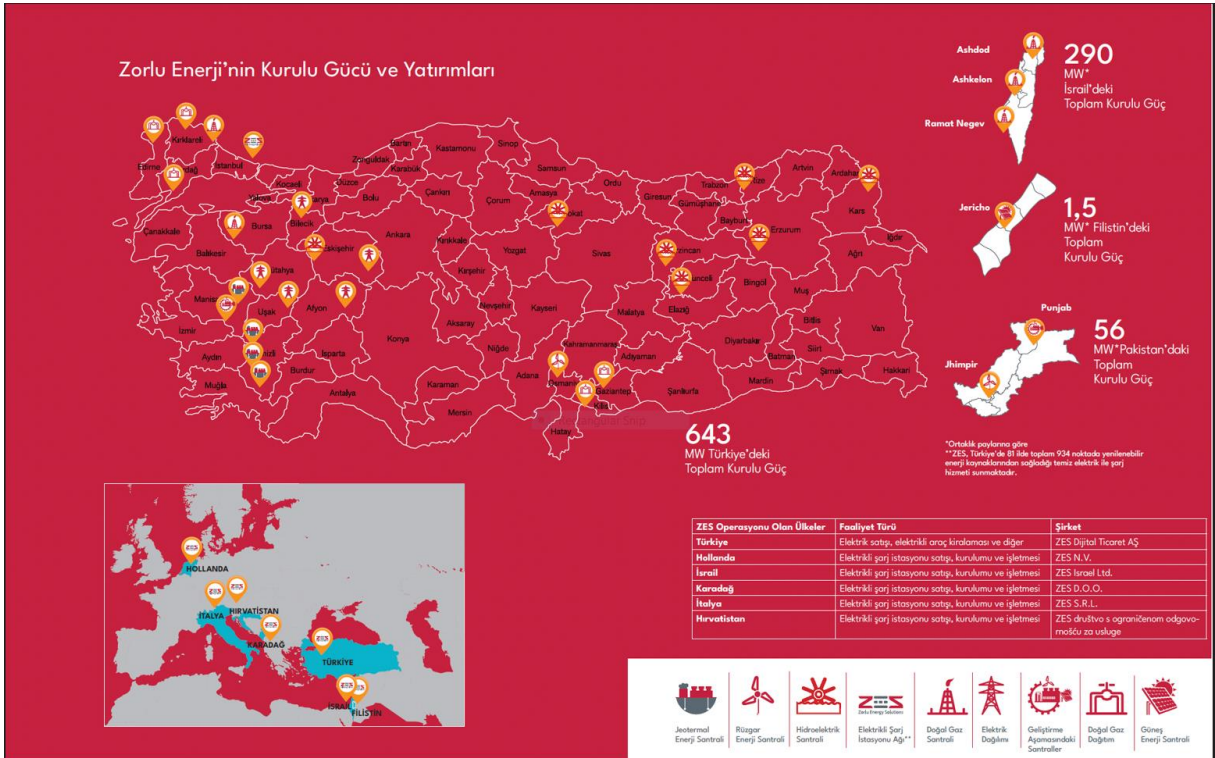 Zorlu Enerji’nin Kurulu Gücü ve Yatırımları
Kırklareli
İstanbul
Kocaeli
Düzce
Zonguldak
Bartın
Karabük
Kastamonu
Sinop
Samsun
Ordu
Giresun
Trabzon
Gümüşhane
Bayburt
Artvin
Ardahan
Kars
Iğdır
Çanakkale
Balıkesir
Bursa
Bilecik
Bolu
Çankırı
Çorum
Amasya
Eskişehir
Ankara
Kırıkkale
Yozgat
Sivas
Erzurum
Ağrı
Manisa
Uşak
Afyon
Kırşehir
Nevşehir
Kayseri
Malatya
Elazığ
Bingöl
Muş
Bitlis
Van
İzmir
Aydın
Muğla
Burdur
Isparta
Antalya
Konya
Aksaray
Niğde
Karaman
Mersin
Adana
Kahramanmaraş
Adıyaman
Gaziantep
Kilis
Hatay
Şanlıurfa
Diyarbakır
Mardin
Batman
Siirt
Şırnak
Hakkari
643
MW Türkiye’deki
Toplam Kurulu Güç
Ashdod
Ashkelon
Ramat Negev
290
MW*
İsrail’deki
Toplam Kurulu Güç
Jericho
1,5
MW* Filistin’deki
Toplam
Kurulu Güç
Punjab
Jhimpir
56
MW*Pakistan’daki
Toplam
Kurulu Güç
*Ortaklık paylarına göre
**ZES, Türkiye’de 81 ilde toplam 934 noktada yenilenebilir
enerji kaynaklarından sağladığı temiz elektrik ile şarj
hizmeti sunmaktadır.
HOLLANDA
İTALYA
HIRVATİSTAN
KARADAĞ
TÜRKİYE
İSRAİL
FİLİSTİN
ZES Operasyonu Olan Ülkeler Faaliyet Türü Şirket
Türkiye Elektrik satışı, elektrikli araç kiralaması ve diğer ZES Dijital Ticaret AŞ
Hollanda Elektrikli şarj istasyonu satışı, kurulumu ve işletmesi ZES N.V.
İsrail Elektrikli şarj istasyonu satışı, kurulumu ve işletmesi ZES Israel Ltd.
Karadağ Elektrikli şarj istasyonu satışı, kurulumu ve işletmesi ZES D.O.O.
İtalya Elektrikli şarj istasyonu satışı, kurulumu ve işletmesi ZES S.R.L.
Hırvatistan Elektrikli şarj istasyonu satışı, kurulumu ve işletmesi ZES društvo s ograničenom odgovo-
mošću za usluge
ZES
Zorlu Energy Solutions
Jeotermal
Enerji Santrali
Rüzgar
Enerji Santrali
Hidroelektrik
Santrali
Elektrikli Şarj
İstasyonu Ağı**
Doğal Gaz
Santrali
Elektrik
Dağıtımı
Geliştirme
Aşamasındaki
Santraller
Doğal Gaz
Dağıtım
Güneş
Enerji Santrali